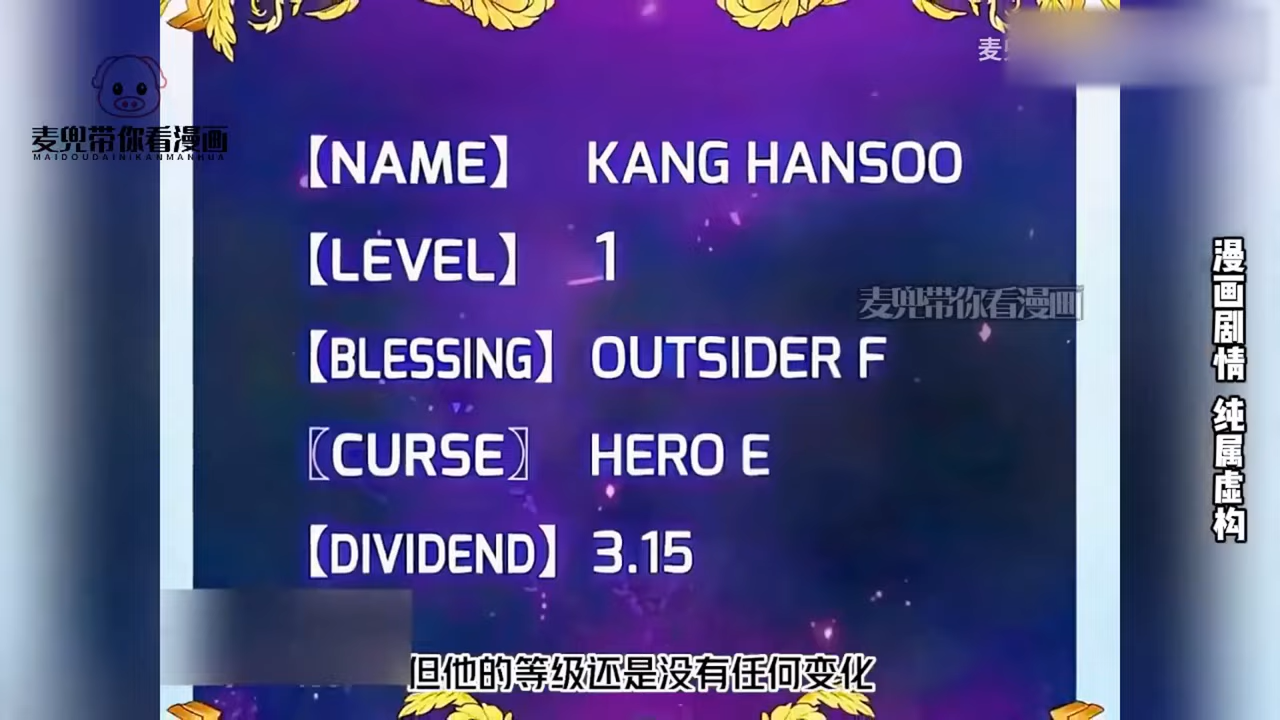 麦
麦兜带你看漫画
MAIDOUDAINIKANMANHUA
【NAME】 KANG HANSOO
【LEVEL】 1
麦兜带你看漫画
【BLESSING】 OUTSIDER F
〖CURSE〗 HERO E
【DIVIDEND】 3.15
漫画剧情 纯属虚构
但他的等级还是没有任何变化